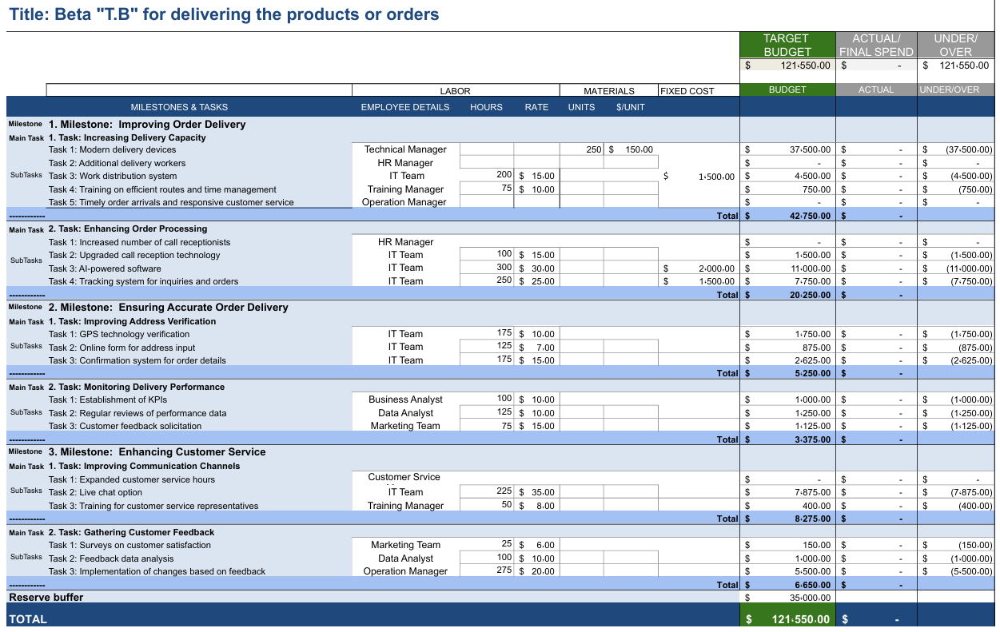 Title: Beta "T.B" for delivering the products or orders
TARGET BUDGET ACTUAL/ FINAL SPEND UNDER/ OVER
$ 121,550.00 $ - $ 121,550.00
LABOR MATERIALS FIXED COST BUDGET ACTUAL UNDER/OVER
MILESTONES & TASKS EMPLOYEE DETAILS HOURS RATE UNITS $/UNIT
Milestone 1. Milestone: Improving Order Delivery
Main Task 1. Task: Increasing Delivery Capacity
Task 1: Modern delivery devices Technical Manager 250 $ 150.00 $ 37,500.00 $ - $ (37,500.00)
Task 2: Additional delivery workers HR Manager $ - $ - $ -
SubTasks Task 3: Work distribution system IT Team 200 $ 15.00 $ 1,500.00 $ 4,500.00 $ - $ (4,500.00)
Task 4: Training on efficient routes and time management Training Manager 75 $ 10.00 $ 750.00 $ - $ (750.00)
Task 5: Timely order arrivals and responsive customer service Operation Manager $ - $ - $ -
------------ Total $ 42,750.00 $ -
Main Task 2. Task: Enhancing Order Processing
Task 1: Increased number of call receptionists HR Manager $ - $ - $ -
SubTasks Task 2: Upgraded call reception technology IT Team 100 $ 15.00 $ 1,500.00 $ - $ (1,500.00)
Task 3: AI-powered software IT Team 300 $ 30.00 $ 2,000.00 $ 11,000.00 $ - $ (11,000.00)
Task 4: Tracking system for inquiries and orders IT Team 250 $ 25.00 $ 1,500.00 $ 7,750.00 $ - $ (7,750.00)
------------ Total $ 20,250.00 $ -
Milestone 2. Milestone: Ensuring Accurate Order Delivery
Main Task 1. Task: Improving Address Verification
Task 1: GPS technology verification IT Team 175 $ 10.00 $ 1,750.00 $ - $ (1,750.00)
SubTasks Task 2: Online form for address input IT Team 125 $ 7.00 $ 875.00 $ - $ (875.00)
Task 3: Confirmation system for order details IT Team 175 $ 15.00 $ 2,625.00 $ - $ (2,625.00)
------------ Total $ 5,250.00 $ -
Main Task 2. Task: Monitoring Delivery Performance
Task 1: Establishment of KPIs Business Analyst 100 $ 10.00 $ 1,000.00 $ - $ (1,000.00)
SubTasks Task 2: Regular reviews of performance data Data Analyst 125 $ 10.00 $ 1,250.00 $ - $ (1,250.00)
Task 3: Customer feedback solicitation Marketing Team 75 $ 15.00 $ 1,125.00 $ - $ (1,125.00)
------------ Total $ 3,375.00 $ -
Milestone 3. Milestone: Enhancing Customer Service
Main Task 1. Task: Improving Communication Channels
Task 1: Expanded customer service hours Customer Srvice $ - $ - $ -
SubTasks Task 2: Live chat option IT Team 225 $ 35.00 $ 7,875.00 $ - $ (7,875.00)
Task 3: Training for customer service representatives Training Manager 50 $ 8.00 $ 400.00 $ - $ (400.00)
------------ Total $ 8,275.00 $ -
Main Task 2. Task: Gathering Customer Feedback
Task 1: Surveys on customer satisfaction Marketing Team 25 $ 6.00 $ 150.00 $ - $ (150.00)
SubTasks Task 2: Feedback data analysis Data Analyst 100 $ 10.00 $ 1,000.00 $ - $ (1,000.00)
Task 3: Implementation of changes based on feedback Operation Manager 275 $ 20.00 $ 5,500.00 $ - $ (5,500.00)
------------ Total $ 6,650.00 $ -
Reserve buffer $ 35,000.00
TOTAL $ 121,550.00 $ -